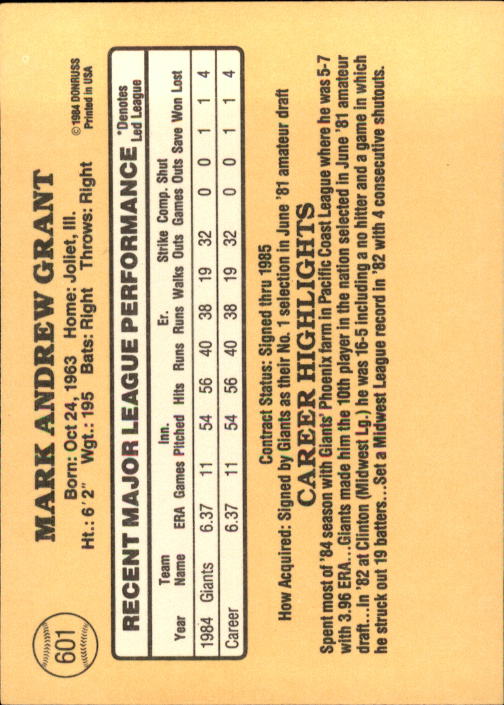 601
MARK ANDREW GRANT
Born: Oct 24, 1963 Home: Joliet, Ill.
Ht.: 6'2" Wgt.: 195 Bats: Right Throws: Right
© 1984 DONRUSS
Printed in USA
RECENT MAJOR LEAGUE PERFORMANCE
*Denotes
Led League
Team Inn. Er. Strike Comp. Shut
Year Name ERA Games Pitched Hits Runs Runs Walks Outs Games Outs Save Won Lost
1984 Giants 6.37 11 54 56 40 38 19 32 0 0 1 1 4
Career 6.37 11 54 56 40 38 19 32 0 0 1 1 4
Contract Status: Signed thru 1985
How Acquired: Signed by Giants as their No. 1 selection in June '81 amateur draft
CAREER HIGHLIGHTS
Spent most of '84 season with Giants' Phoenix farm in Pacific Coast League where he was 5-7
with 3.96 ERA...Giants made him the 10th player in the nation selected in June '81 amateur
draft...In '82 at Clinton (Midwest Lg.) he was 16-5 including a no hitter and a game in which
he struck out 19 batters...Set a Midwest League record in '82 with 4 consecutive shutouts.